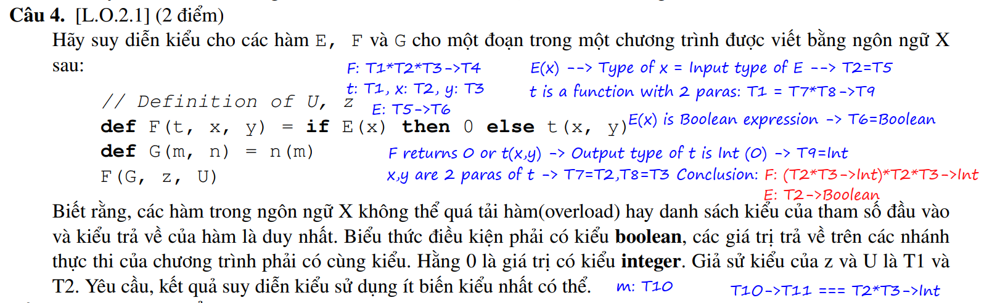 Câu 4. [L.O.2.1] (2 điểm)
Hãy suy diễn kiểu cho các hàm E, F và G cho một đoạn trong một chương trình được viết bằng ngôn ngữ X
sau:
F: T1*T2*T3->T4
E(x) --> Type of x = Input type of E --> T2=T5
t: T1, x: T2, y: T3
t is a function with 2 paras: T1 = T7*T8->T9
// Definition of U, z
E: T5->T6
def F(t, x, y) = if E(x) then 0 else t(x, y)
E(x) is Boolean expression -> T6=Boolean
def G(m, n) = n(m)
F returns 0 or t(x,y) -> Output type of t is Int (0) -> T9=Int
F(G, z, U)
x,y are 2 paras of t -> T7=T2,T8=T3 Conclusion: F: (T2*T3->Int)*T2*T3->Int
E: T2->Boolean
Biết rằng, các hàm trong ngôn ngữ X không thể quá tải hàm(overload) hay danh sách kiểu của tham số đầu vào
và kiểu trả về của hàm là duy nhất. Biểu thức điều kiện phải có kiểu boolean, các giá trị trả về trên các nhánh
thực thi của chương trình phải có cùng kiểu. Hằng 0 là giá trị có kiểu integer. Giả sử kiểu của z và U là T1 và
T2. Yêu cầu, kết quả suy diễn kiểu sử dụng ít biến kiểu nhất có thể.
m: T10
T10->T11 === T2*T3->Int